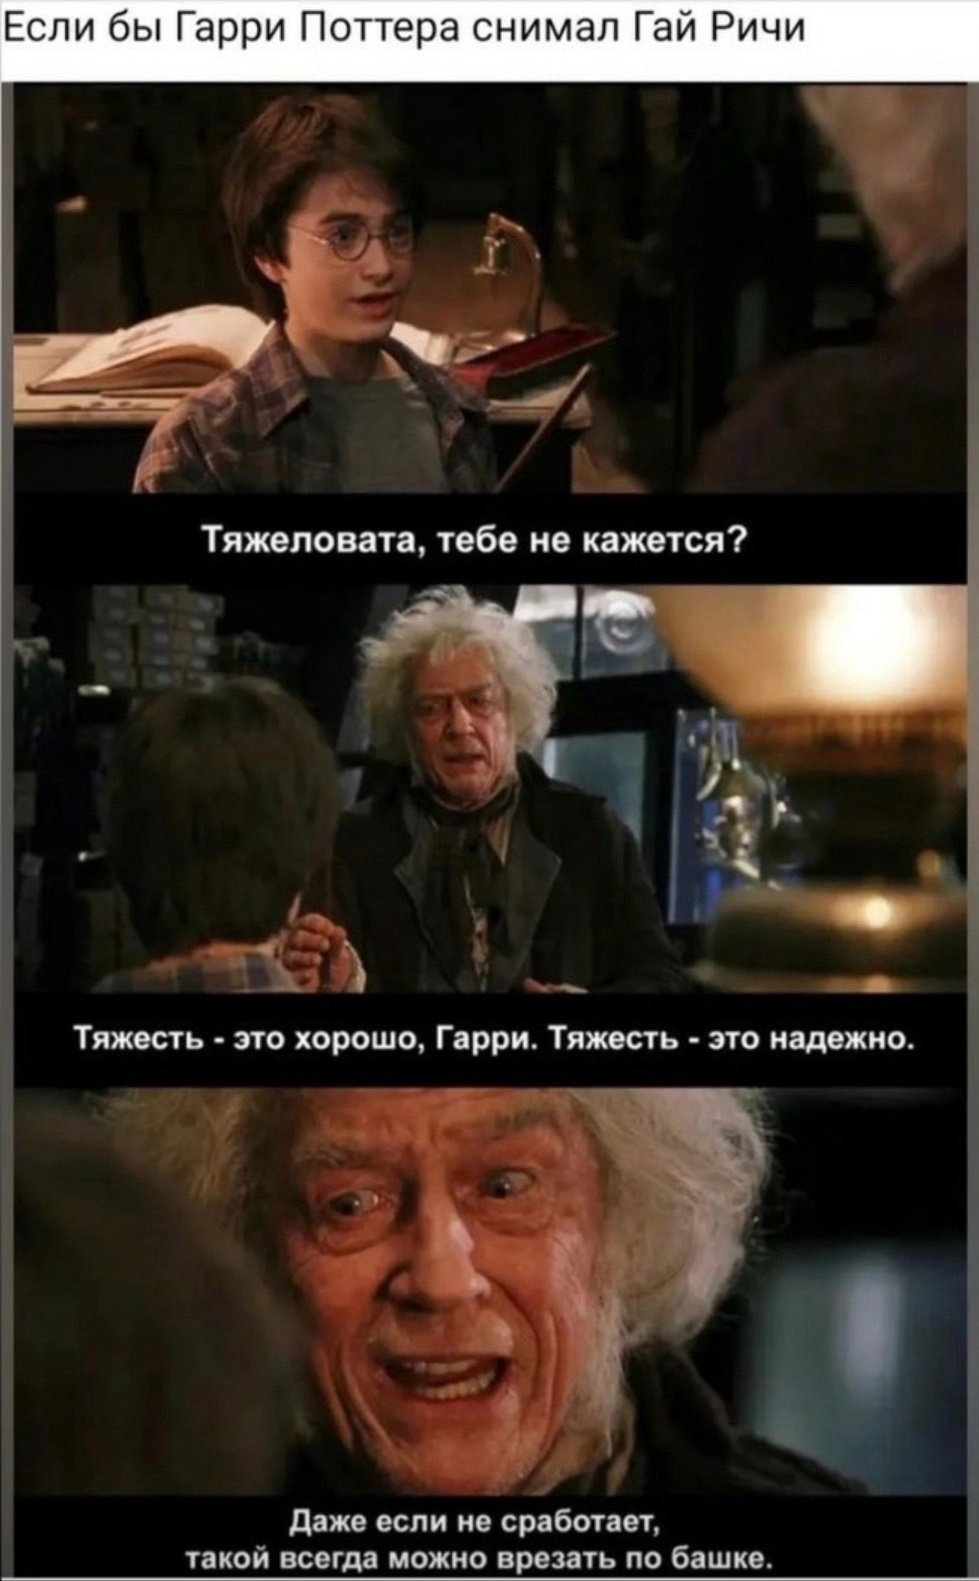 Если бы Гарри Поттера снимал Гай Ричи
Тяжеловата, тебе не кажется?
Тяжесть - это хорошо, Гарри. Тяжесть - это надежно.
Даже если не сработает,
такой всегда можно врезать по башке.